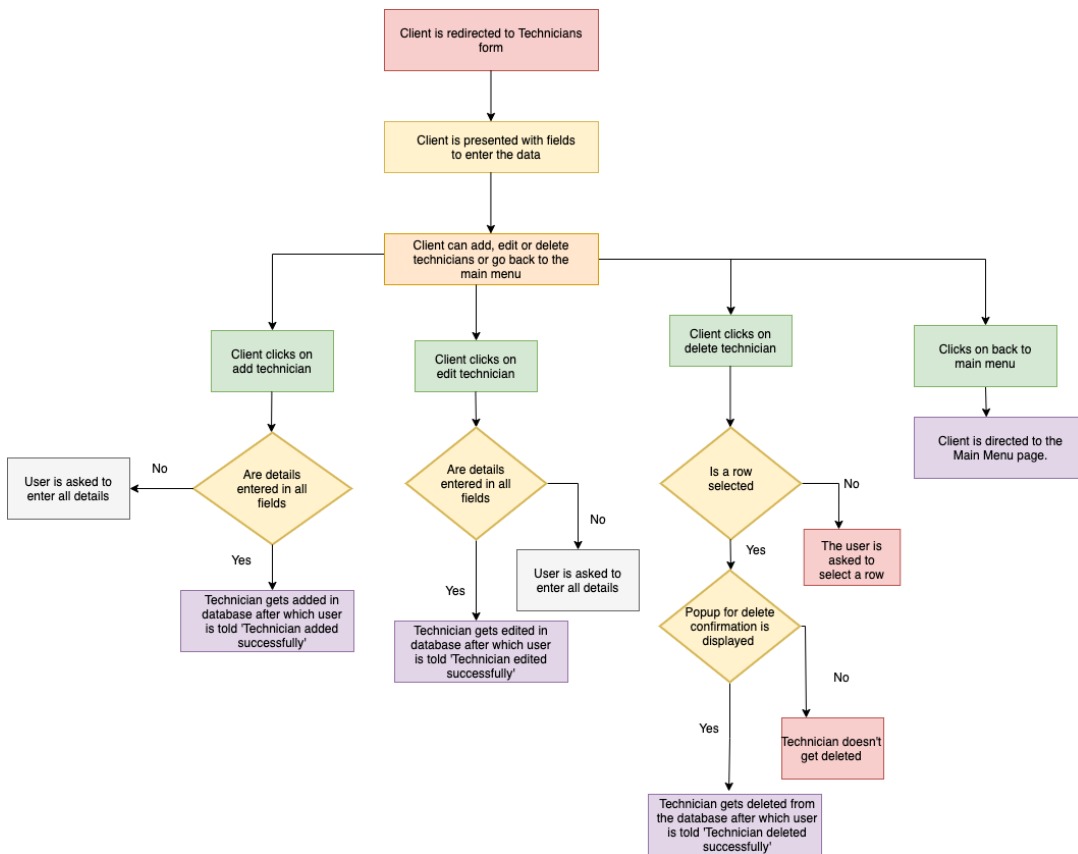 Client is redirected to Technicians
form
Client is presented with fields
to enter the data
Client can add, edit or delete
technicians or go back to the
main menu
Client clicks on
add technician
Client clicks on
edit technician
Client clicks on
delete technician
Clicks on back to
main menu
Client is directed to the
Main Menu page.
Are details
entered in all
fields
No
User is asked to
enter all details
Yes
Technician gets added in
database after which user
is told 'Technician added
successfully'
Are details
entered in all
fields
No
User is asked to
enter all details
Yes
Technician gets edited in
database after which user
is told 'Technician edited
successfully'
Is a row
selected
No
The user is
asked to
select a row
Yes
Popup for delete
confirmation is
displayed
No
Technician doesn't
get deleted
Yes
Technician gets deleted from
the database after which user
is told 'Technician deleted
successfully'